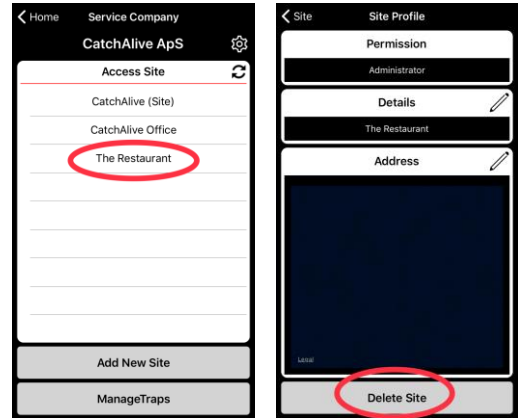 Home
Service Company
CatchAlive ApS
Access Site
CatchAlive (Site)
CatchAlive Office
The Restaurant
Add New Site
ManageTraps
Site
Site Profile
Permission
Administrator
Details
The Restaurant
Address
Legal
Delete Site